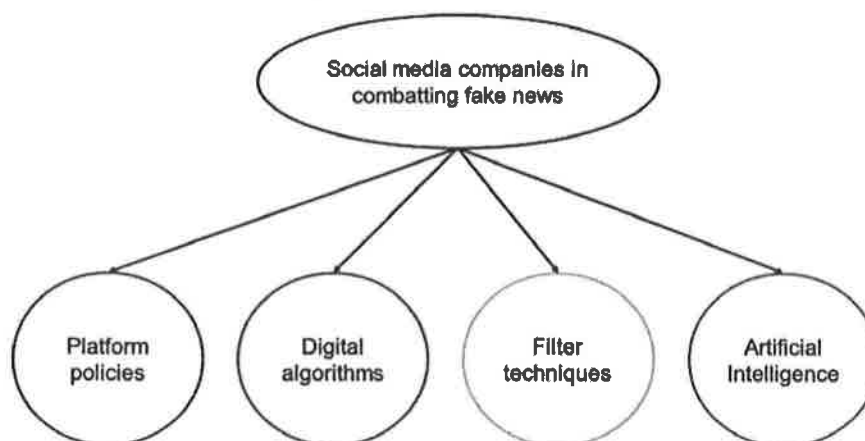 Social media companies in
combatting fake news
Platform
policies
Digital
algorithms
Filter
techniques
Artificial
Intelligence